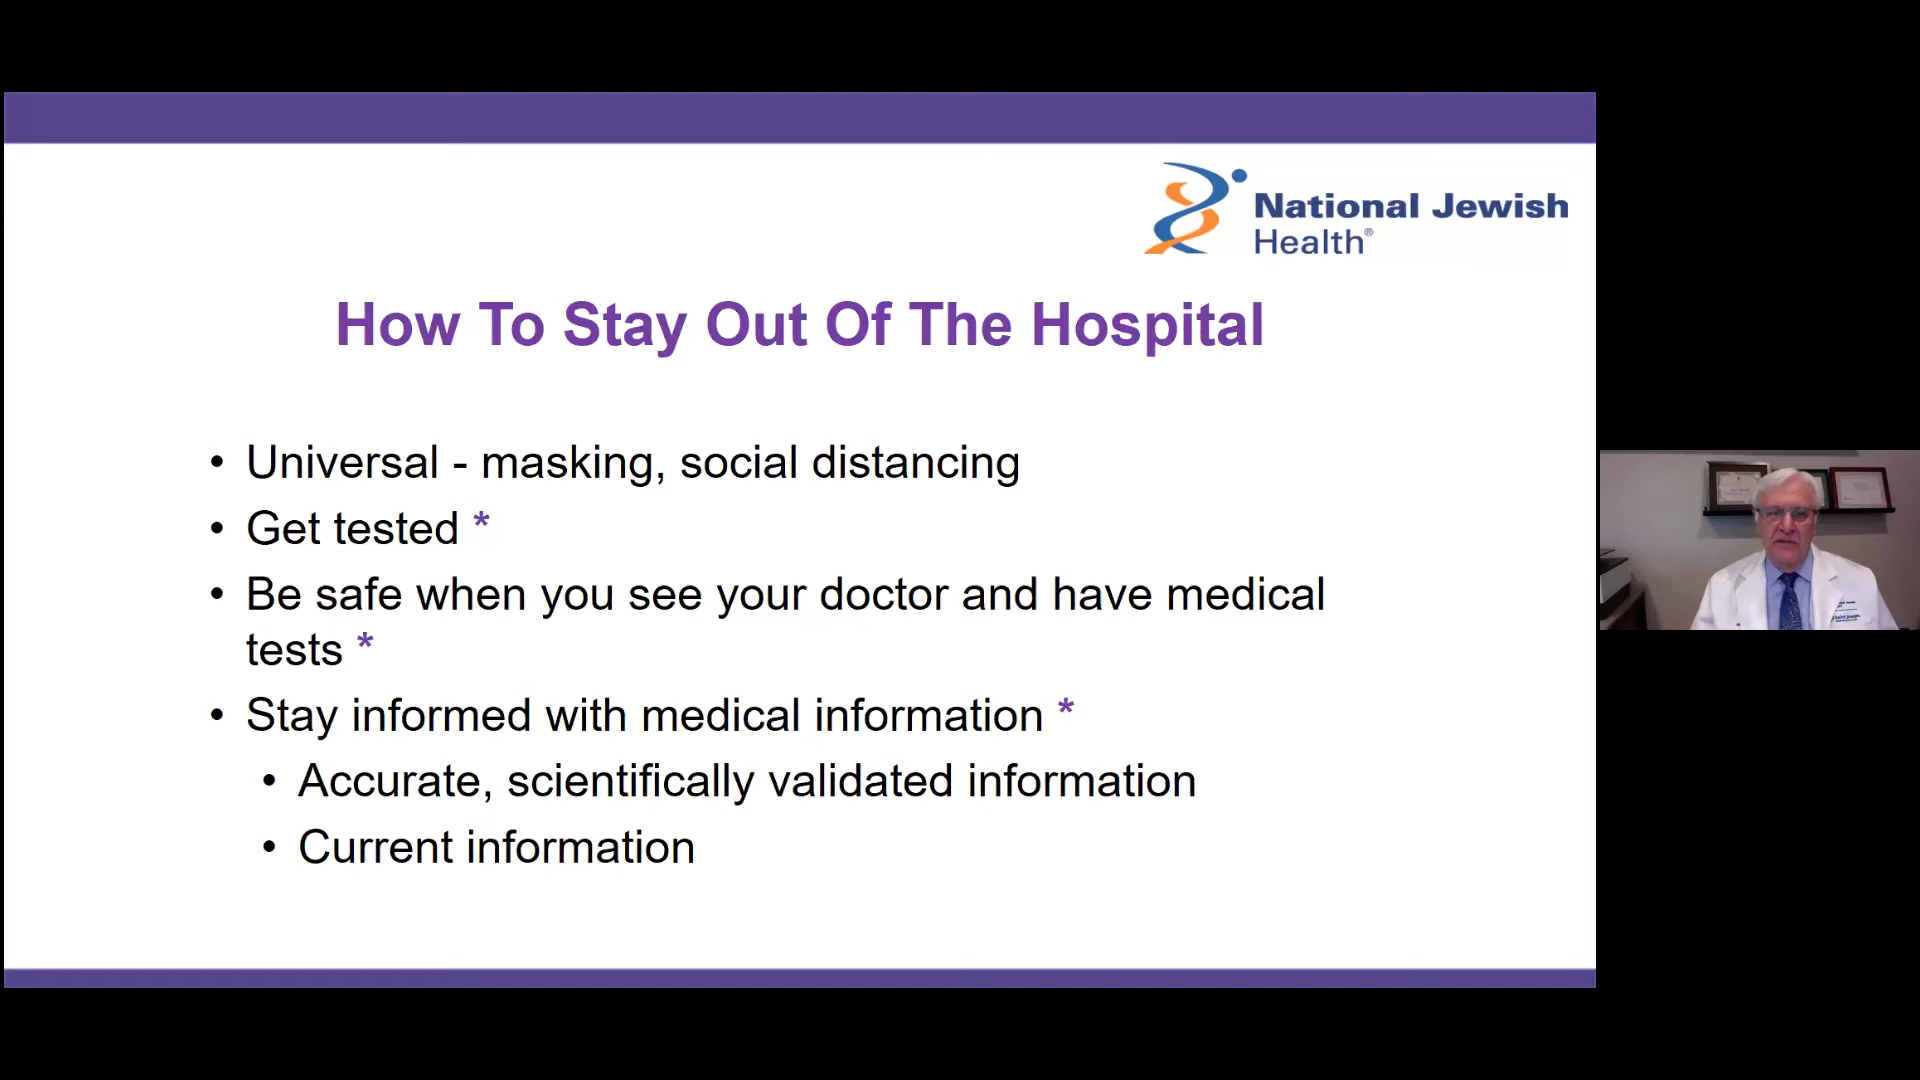 National Jewish
Health®
How To Stay Out Of The Hospital
• Universal - masking, social distancing
• Get tested *
• Be safe when you see your doctor and have medical
tests *
• Stay informed with medical information *
• Accurate, scientifically validated information
• Current information